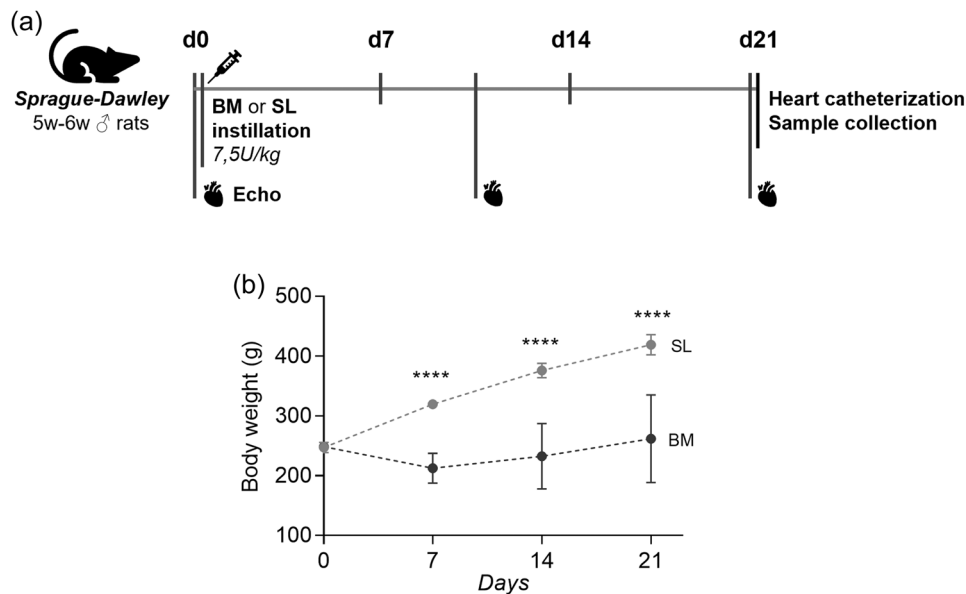 (a)
d0 d7 d14 d21
Sprague-Dawley
5w-6w ♂ rats
BM or SL
instillation
7,5U/kg
Echo
Heart catheterization
Sample collection
(b)
Body weight (g)
500
400
300
200
100
****
****
****
SL
BM
0 7 14 21
Days